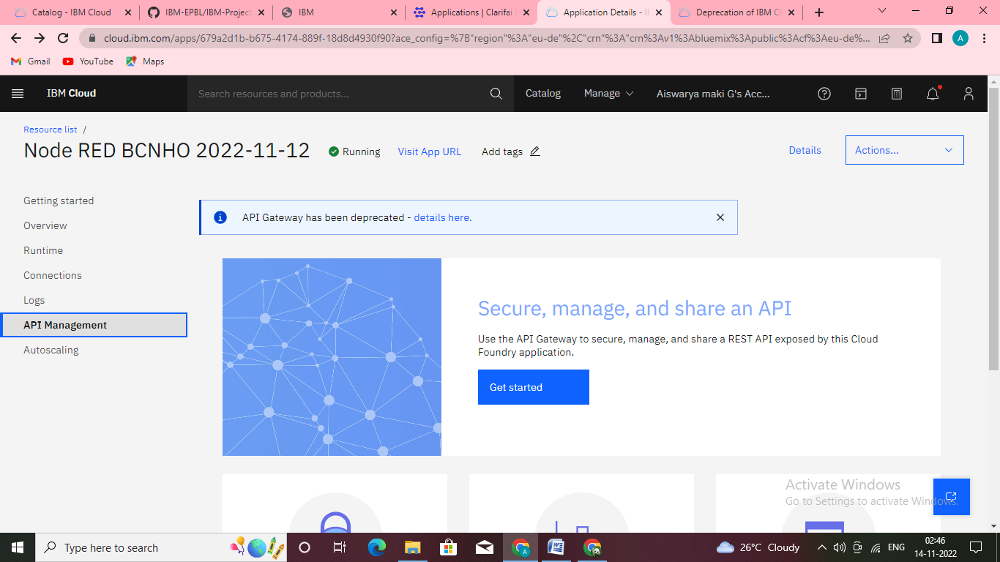 Catalog - IBM Cloud
IBM-EPBL/IBM-Project
IBM
Applications | Clarifai
Application Details - I
Deprecation of IBM C
cloud.ibm.com/apps/679a2d1b-b675-4174-889f-18d8d4930f90?ace_config=%7B"region"%3A"eu-de"%2C"crn"%3A"crn%3Av1%3Abluemix%3Apublic%3Acf%3Aeu-de%...
A
Gmail
YouTube
Maps
IBM Cloud
Search resources and products...
Catalog
Manage
Aiswarya maki G's Acc...
Resource list /
Node RED BCNHO 2022-11-12
Running
Visit App URL
Add tags
Details
Actions...
Getting started
Overview
Runtime
Connections
Logs
API Management
Autoscaling
API Gateway has been deprecated - details here.
Secure, manage, and share an API
Use the API Gateway to secure, manage, and share a REST API exposed by this Cloud
Foundry application.
Get started
Activate Windows
Go to Settings to activate Windows.
Type here to search
26°C Cloudy
ENG
02:46
14-11-2022